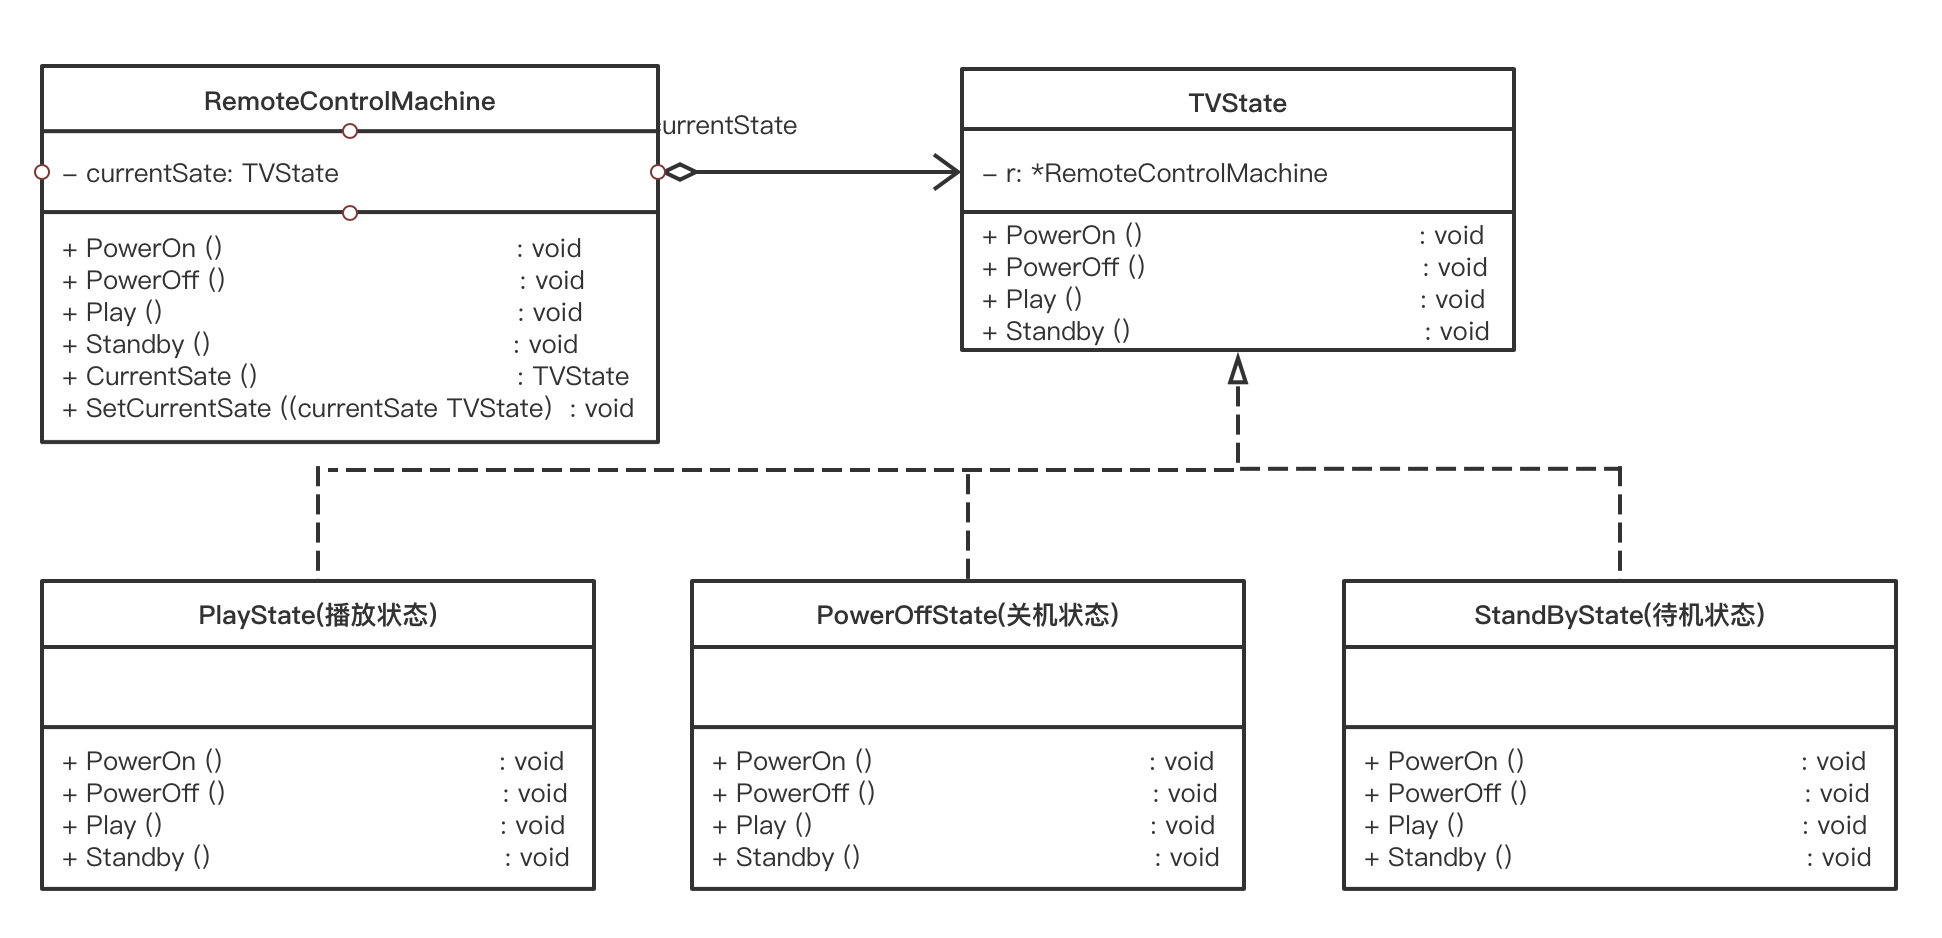 RemoteControlMachine
- currentSate: TVState
+ PowerOn () : void
+ PowerOff () : void
+ Play () : void
+ Standby () : void
+ CurrentSate () : TVState
+ SetCurrentSate ((currentSate TVState) : void
urrentState
TVState
- r: *RemoteControlMachine
+ PowerOn () : void
+ PowerOff () : void
+ Play () : void
+ Standby () : void
PlayState(播放状态)
+ PowerOn () : void
+ PowerOff () : void
+ Play () : void
+ Standby () : void
PowerOffState(关机状态)
+ PowerOn () : void
+ PowerOff () : void
+ Play () : void
+ Standby () : void
StandByState(待机状态)
+ PowerOn () : void
+ PowerOff () : void
+ Play () : void
+ Standby () : void